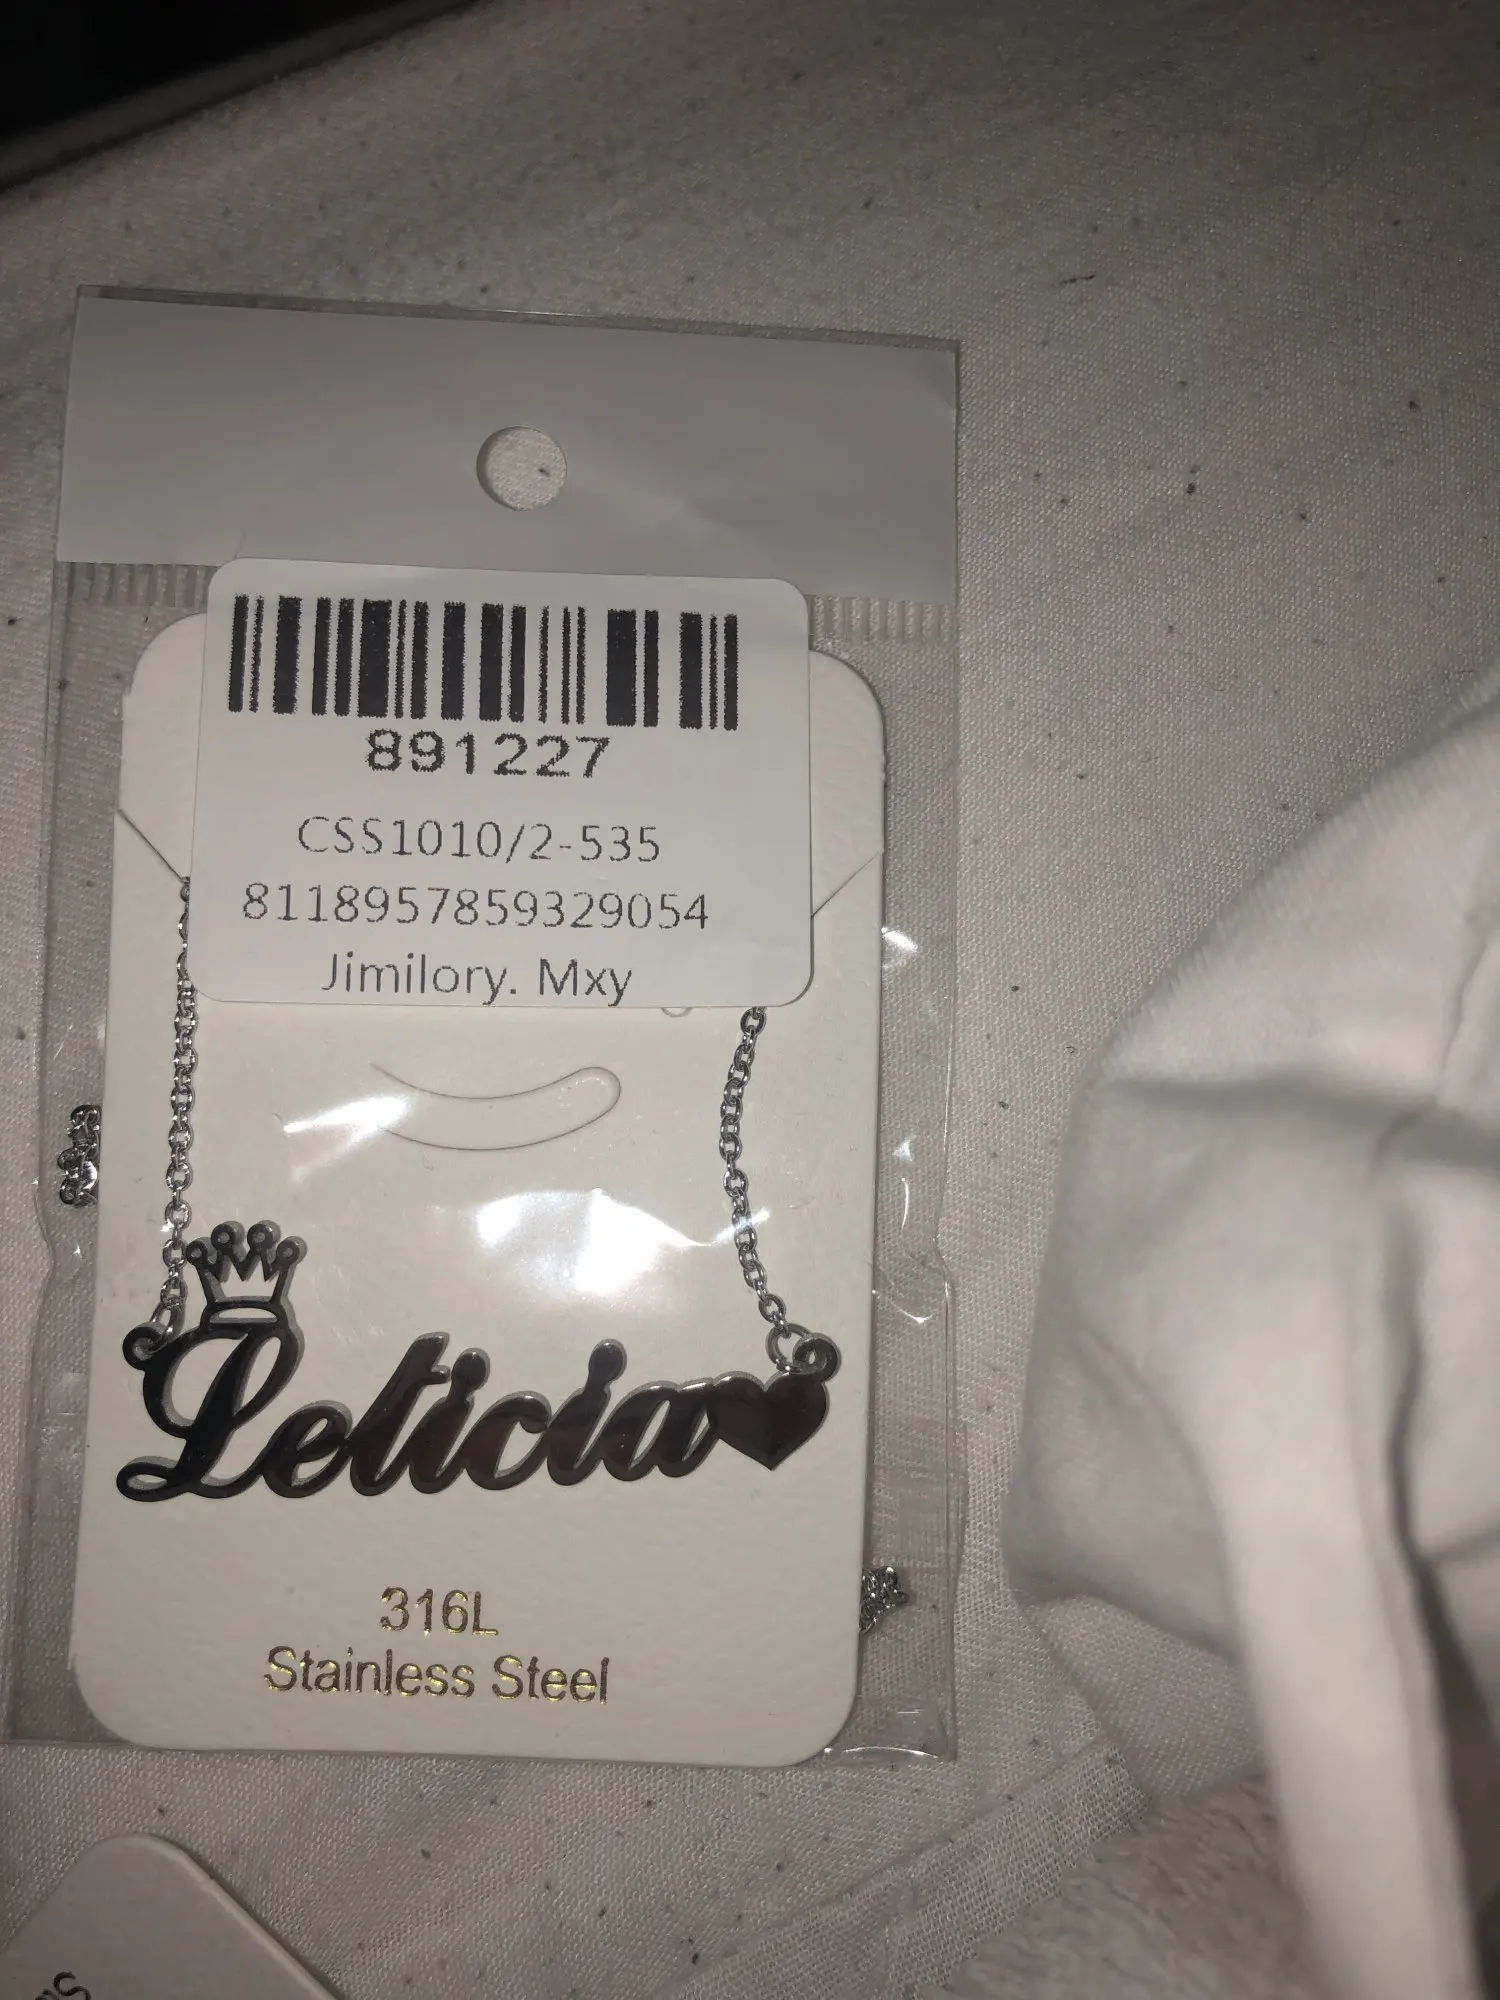 891227
CSS1010/2-535
8118957859329054
Jimilory. Mxy
Leticia
316L
Stainless Steel